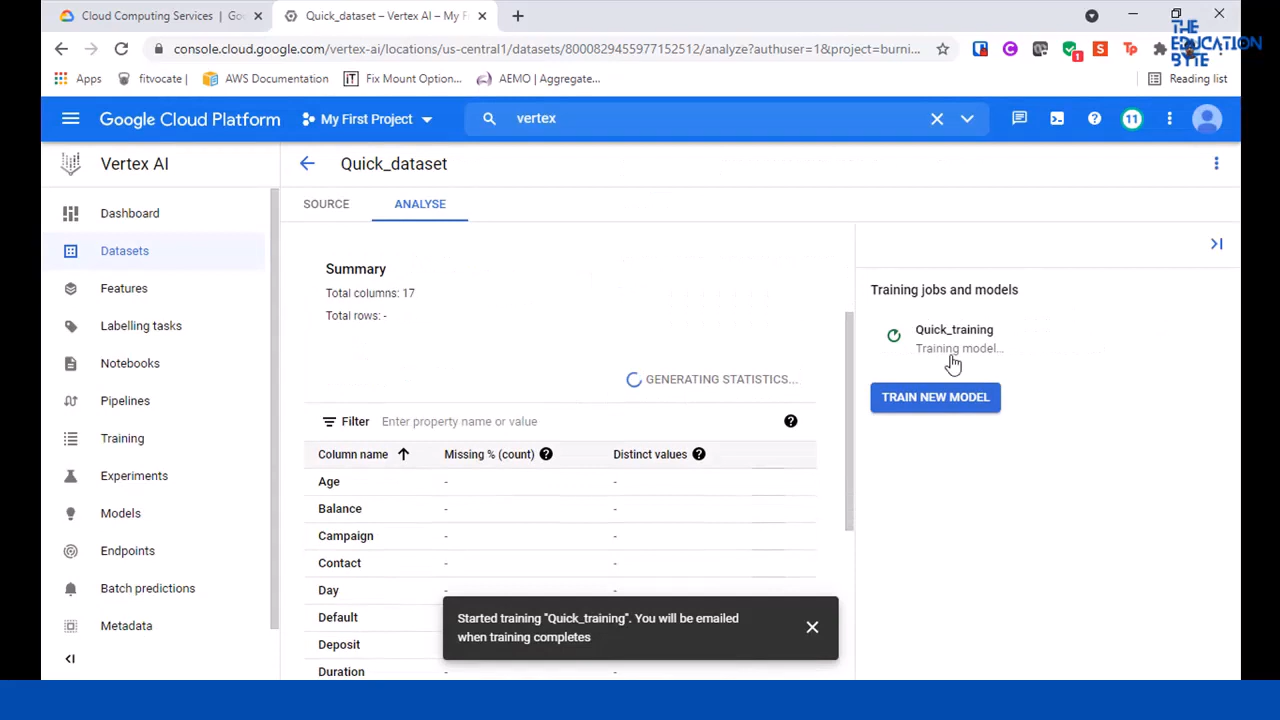 Cloud Computing Services | Go
Quick_dataset – Vertex AI – My F
THE
EDUCATION
BYTE
console.cloud.google.com/vertex-ai/locations/us-central1/datasets/8000829455977152512/analyze?authuser=1&project=burni...
Apps
fitvocate |
AWS Documentation
Fix Mount Option...
AEMO | Aggregate...
Reading list
Google Cloud Platform
My First Project
vertex
11
Vertex AI
Quick_dataset
Dashboard
Datasets
Features
Labelling tasks
Notebooks
Pipelines
Training
Experiments
Models
Endpoints
Batch predictions
Metadata
SOURCE
ANALYSE
Summary
Total columns: 17
Total rows: -
GENERATING STATISTICS...
Filter Enter property name or value
Column name Missing % (count) Distinct values
Age - -
Balance - -
Campaign - -
Contact - -
Day - -
Default
Deposit
Duration
Training jobs and models
Quick_training
Training model...
TRAIN NEW MODEL
Started training "Quick_training". You will be emailed
when training completes